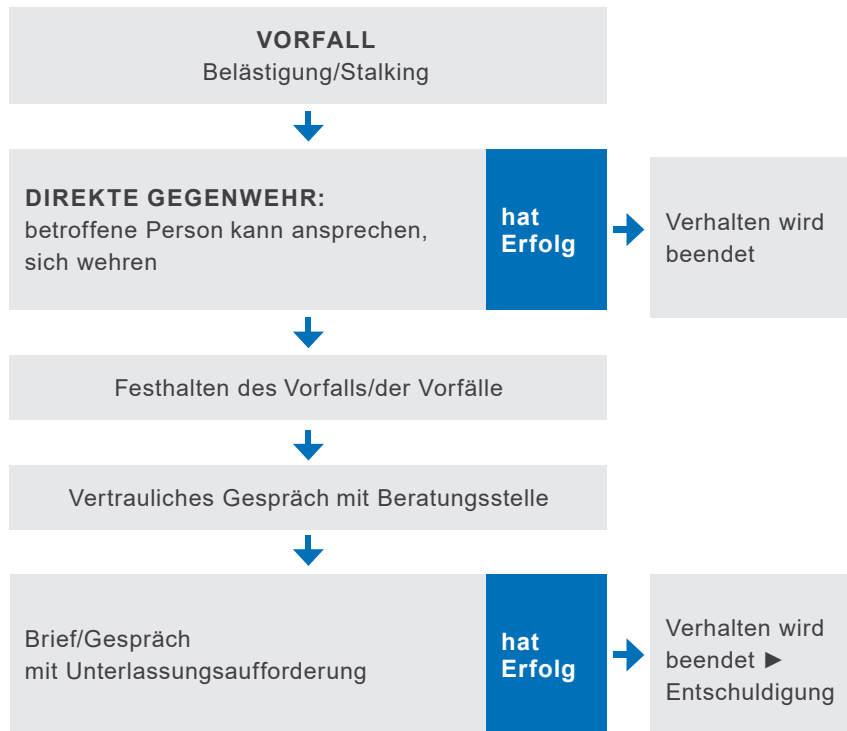 VORFALL
Belästigung/Stalking
DIREKTE GEGENWEHR:
betroffene Person kann ansprechen,
sich wehren
hat
Erfolg
Verhalten wird
beendet
Festhalten des Vorfalls/der Vorfälle
Vertrauliches Gespräch mit Beratungsstelle
Brief/Gespräch
mit Unterlassungsaufforderung
hat
Erfolg
Verhalten wird
beendet ►
Entschuldigung